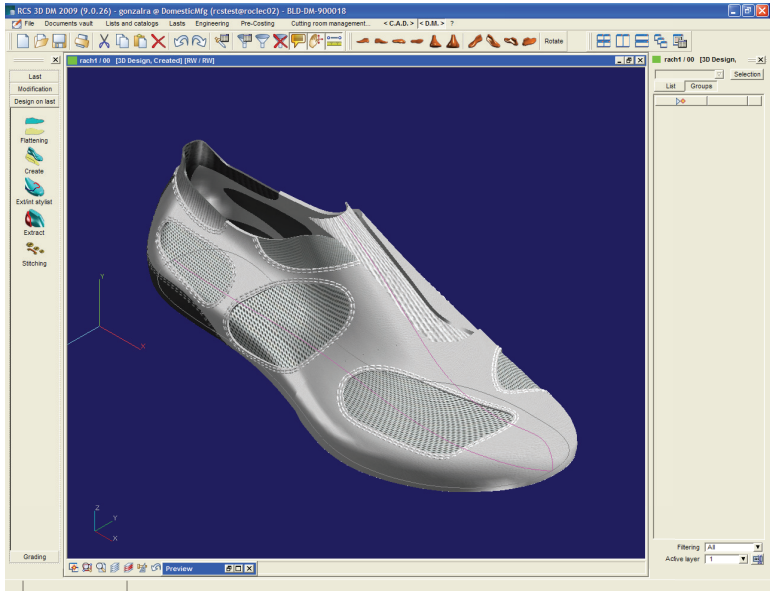 RCS 3D DM 2009 (9.0.26) - gonzalra @ DomesticMfg (rcstest@roclec02) - BLD-DM-900018
File Documents vault Lists and catalogs Lasts Engineering Pre-Costing Cutting room management... < C.A.D. > < D.M. > ?
Rotate
rach1 / 00 [3D Design, Created] [RW / RW]
rach1 / 00 [3D Design,
Last
Modification
Design on last
Flattening
Create
Ext/int stylist
Extract
Stitching
Grading
Selection
List Groups
Y
X
Z
Y
X
Preview
Filtering All
Active layer 1